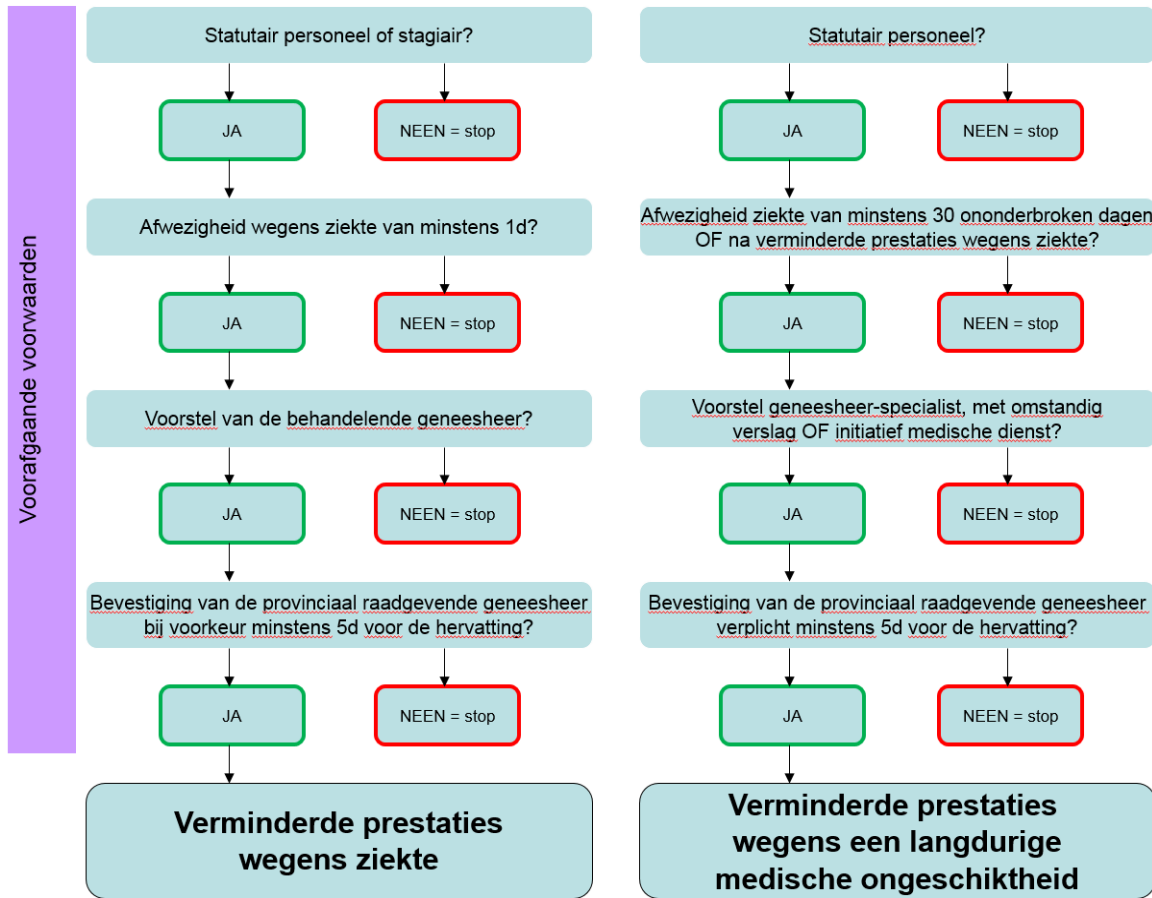 Voorafgaande voorwaarden
Statutair personeel of stagiair?
JA
NEEN = stop
Afwezigheid wegens ziekte van minstens 1d?
JA
NEEN = stop
Voorstel van de behandelende geneesheer?
JA
NEEN = stop
Bevestiging van de provinciaal raadgevende geneesheer
bij voorkeur minstens 5d voor de hervatting?
JA
NEEN = stop
Verminderde prestaties
wegens ziekte
Statutair personeel?
JA
NEEN = stop
Afwezigheid ziekte van minstens 30 ononderbroken dagen
OF na verminderde prestaties wegens ziekte?
JA
NEEN = stop
Voorstel geneesheer-specialist, met omstandig
verslag OF initiatief medische dienst?
JA
NEEN = stop
Bevestiging van de provinciaal raadgevende geneesheer
verplicht minstens 5d voor de hervatting?
JA
NEEN = stop
Verminderde prestaties
wegens een langdurige
medische ongeschiktheid